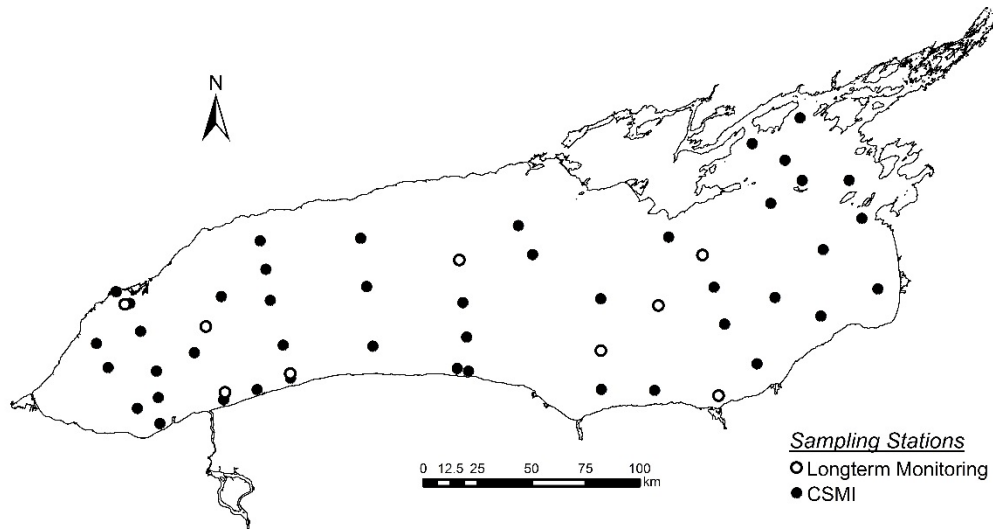 N
Sampling Stations
Longterm Monitoring
CSMI
0 12.5 25 50 75 100
km